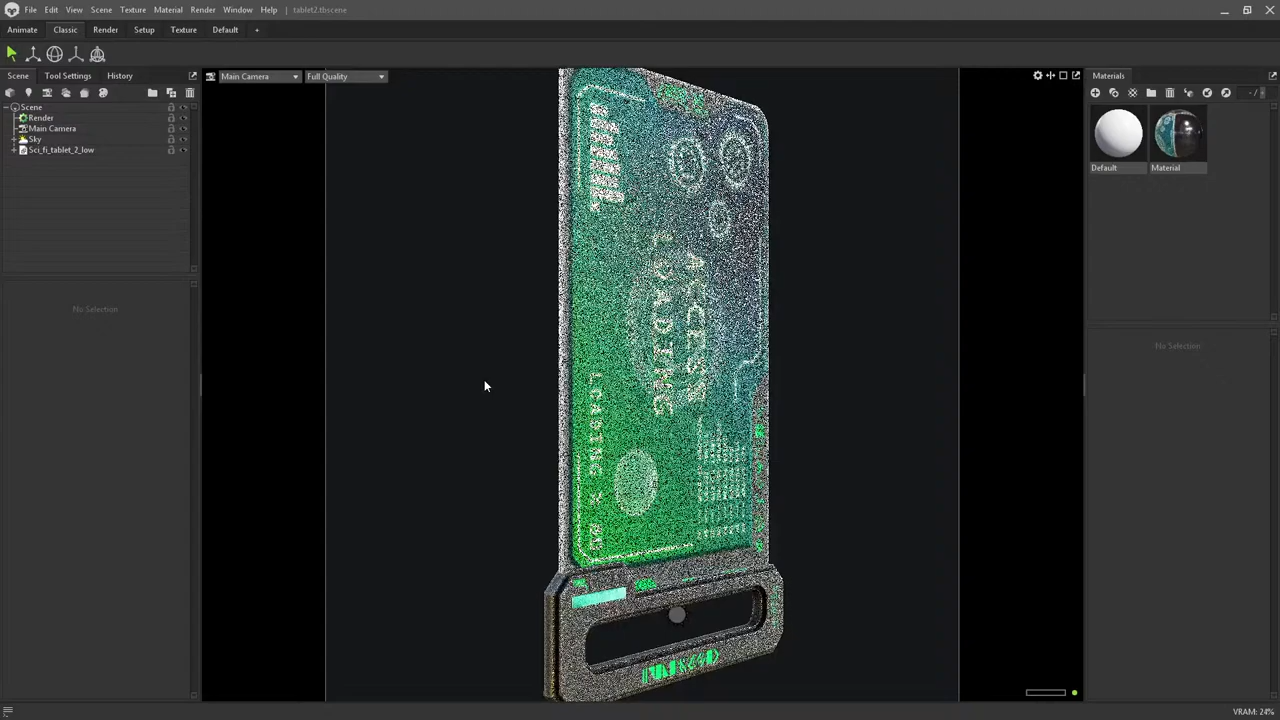 File Edit View Scene Texture Material Render Window Help tablet2.tbscene
Animate Classic Render Setup Texture Default +
Scene Tool Settings History
Main Camera Full Quality
Materials
Scene
Render
Main Camera
Sky
Sci_fi_tablet_2_low
Default Material
No Selection
No Selection
ACCESS
LOADING
LOADING
VRAM: 24%